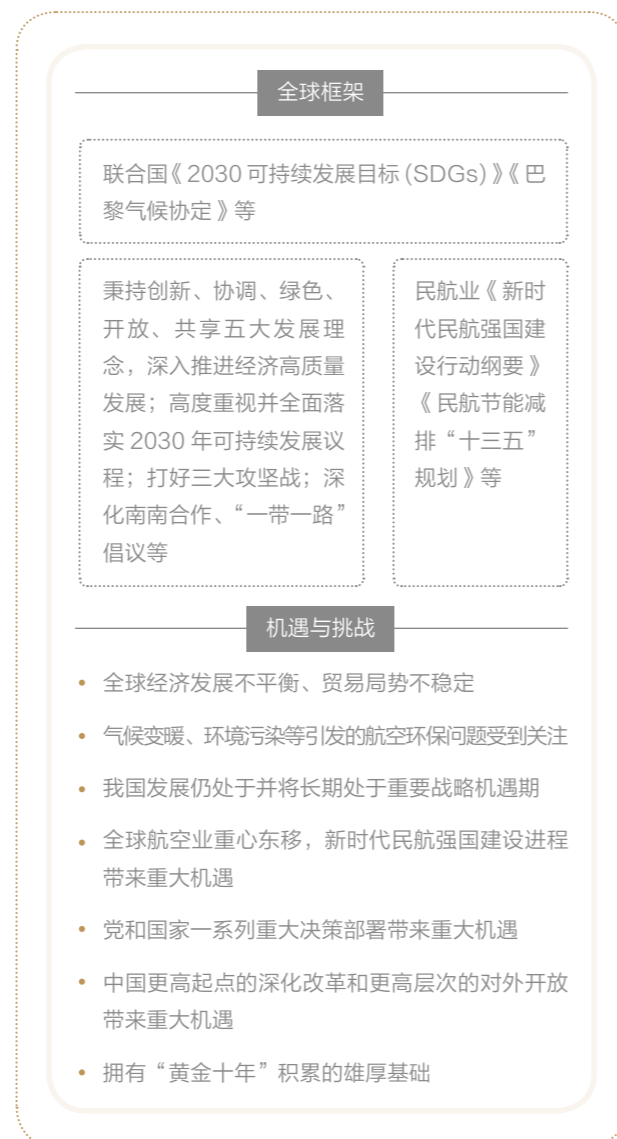 全球框架
联合国《2030 可持续发展目标 (SDGs)》《巴
黎气候协定》等
秉持创新、协调、绿色、
开放、共享五大发展理
念，深入推进经济高质量
发展；高度重视并全面落
实 2030 年可持续发展议
程；打好三大攻坚战；深
化南南合作、“一带一路”
倡议等
民航业《新时
代民航强国建
设行动纲要》
《民航节能减
排“十三五”
规划》等
机遇与挑战
• 全球经济发展不平衡、贸易局势不稳定
• 气候变暖、环境污染等引发的航空环保问题受到关注
• 我国发展仍处于并将长期处于重要战略机遇期
• 全球航空业重心东移，新时代民航强国建设进程
带来重大机遇
• 党和国家一系列重大决策部署带来重大机遇
• 中国更高起点的深化改革和更高层次的对外开放
带来重大机遇
• 拥有“黄金十年”积累的雄厚基础